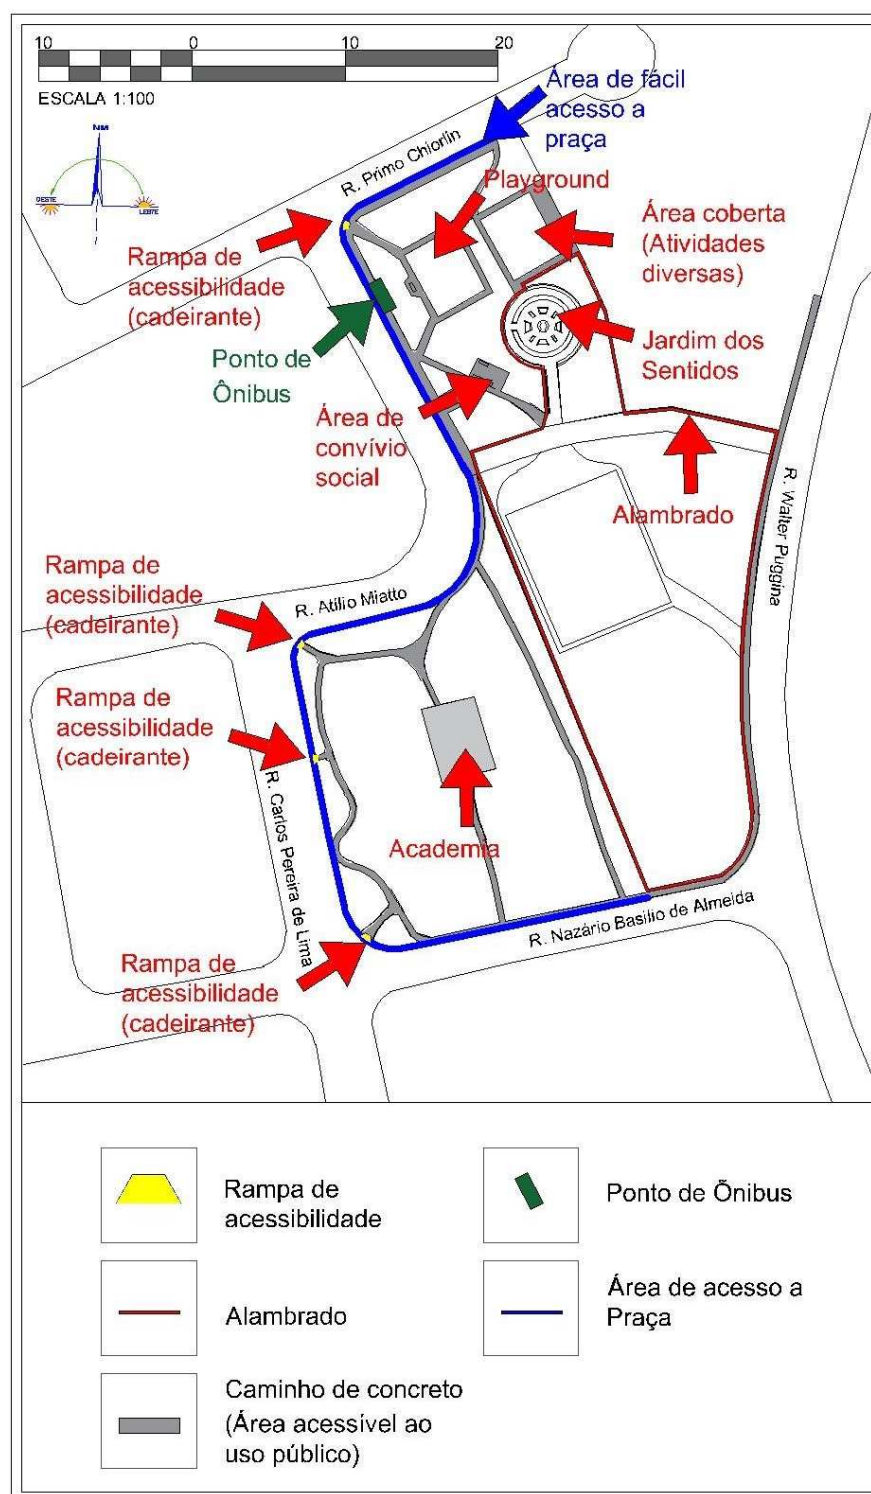 10 0 10 20
ESCALA 1:100
NM
OESTE
LESTE
Área de fácil
acesso a
praça
R. Primo Chiorlin
Playground
Área coberta
(Atividades
diversas)
Rampa de
acessibilidade
(cadeirante)
Ponto de
Ônibus
Jardim dos
Sentidos
Área de
convívio
social
Alambrado
R. Walter Puggina
Rampa de
acessibilidade
(cadeirante)
R. Atilio Miatto
Rampa de
acessibilidade
(cadeirante)
R. Carlos Pereira de Lima
Academia
R. Nazário Basilio de Almeida
Rampa de
acessibilidade
(cadeirante)
Rampa de
acessibilidade
Ponto de Õnibus
Alambrado
Área de acesso a
Praça
Caminho de concreto
(Área acessível ao
uso público)